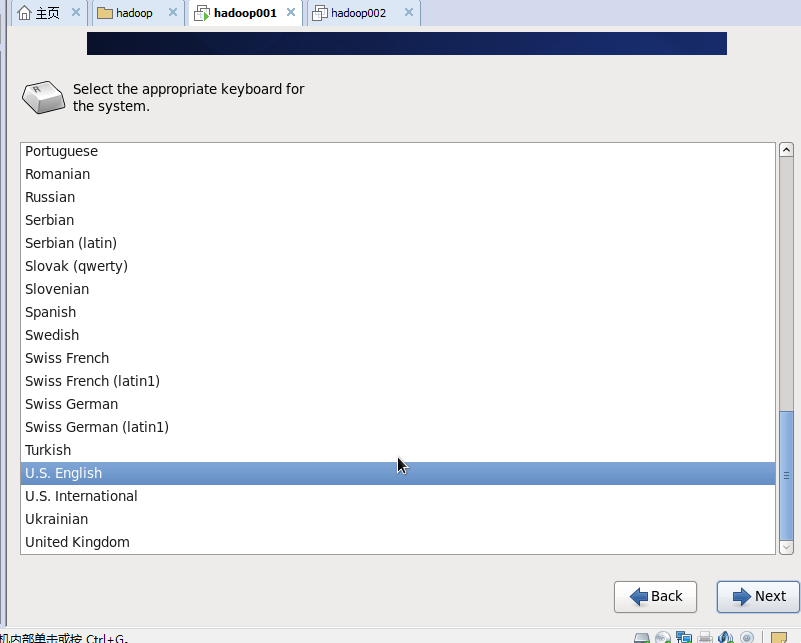 主页 hadoop hadoop001 hadoop002
Select the appropriate keyboard for
the system.
Portuguese
Romanian
Russian
Serbian
Serbian (latin)
Slovak (qwerty)
Slovenian
Spanish
Swedish
Swiss French
Swiss French (latin1)
Swiss German
Swiss German (latin1)
Turkish
U.S. English
U.S. International
Ukrainian
United Kingdom
Back Next
机内部单击或按 Ctrl+G。